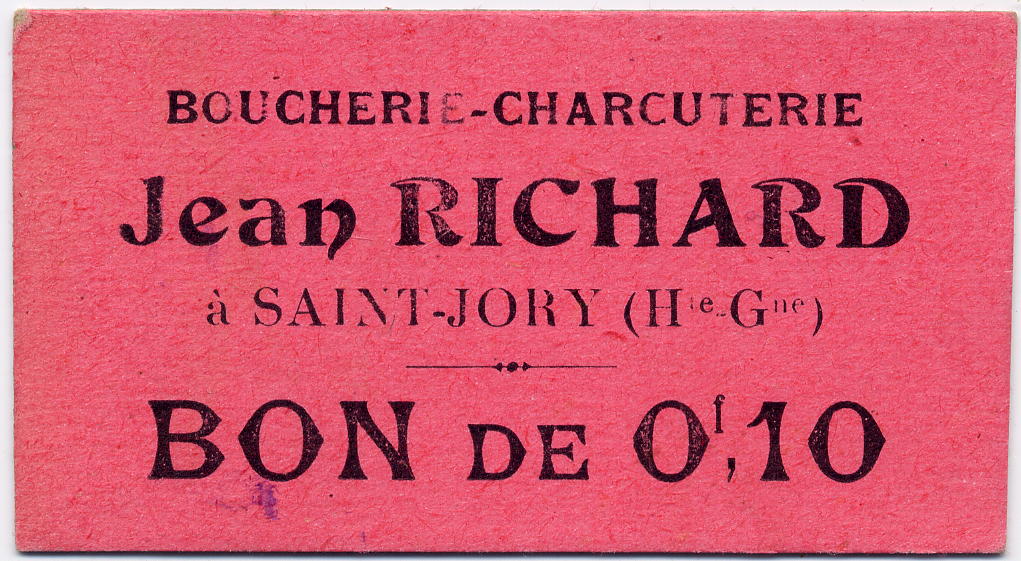 BOUCHERIE-CHARCUTERIE
Jean RICHARD
à SAINT-JORY (Hte-Gne)
BON DE 0f,10